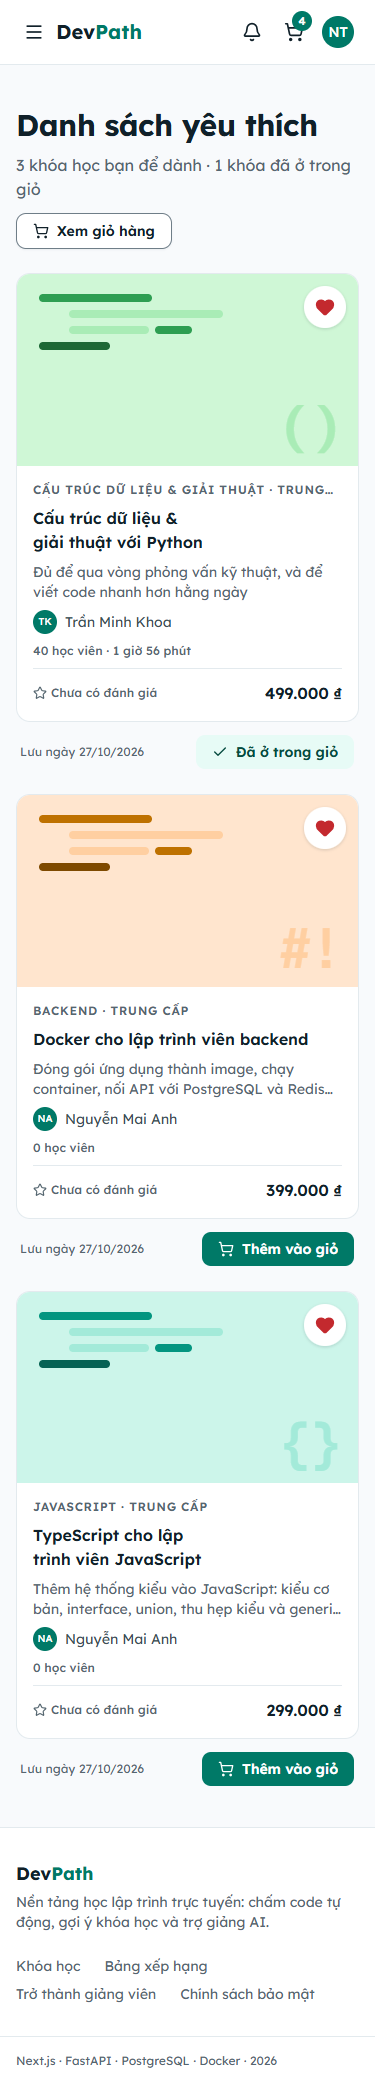 DevPath
4
NT
Danh sách yêu thích
3 khóa học bạn để dành · 1 khóa đã ở trong
giỏ
Xem giỏ hàng
( )
CẤU TRÚC DỮ LIỆU & GIẢI THUẬT · TRUNG…
Cấu trúc dữ liệu &
giải thuật với Python
Đủ để qua vòng phỏng vấn kỹ thuật, và để
viết code nhanh hơn hằng ngày
TK Trần Minh Khoa
40 học viên · 1 giờ 56 phút
Chưa có đánh giá 499.000 ₫
Lưu ngày 27/10/2026 Đã ở trong giỏ
#!
BACKEND · TRUNG CẤP
Docker cho lập trình viên backend
Đóng gói ứng dụng thành image, chạy
container, nối API với PostgreSQL và Redis…
NA Nguyễn Mai Anh
0 học viên
Chưa có đánh giá 399.000 ₫
Lưu ngày 27/10/2026 Thêm vào giỏ
{}
JAVASCRIPT · TRUNG CẤP
TypeScript cho lập
trình viên JavaScript
Thêm hệ thống kiểu vào JavaScript: kiểu cơ
bản, interface, union, thu hẹp kiểu và generi…
NA Nguyễn Mai Anh
0 học viên
Chưa có đánh giá 299.000 ₫
Lưu ngày 27/10/2026 Thêm vào giỏ
DevPath
Nền tảng học lập trình trực tuyến: chấm code tự
động, gợi ý khóa học và trợ giảng AI.
Khóa học Bảng xếp hạng
Trở thành giảng viên Chính sách bảo mật
Next.js · FastAPI · PostgreSQL · Docker · 2026